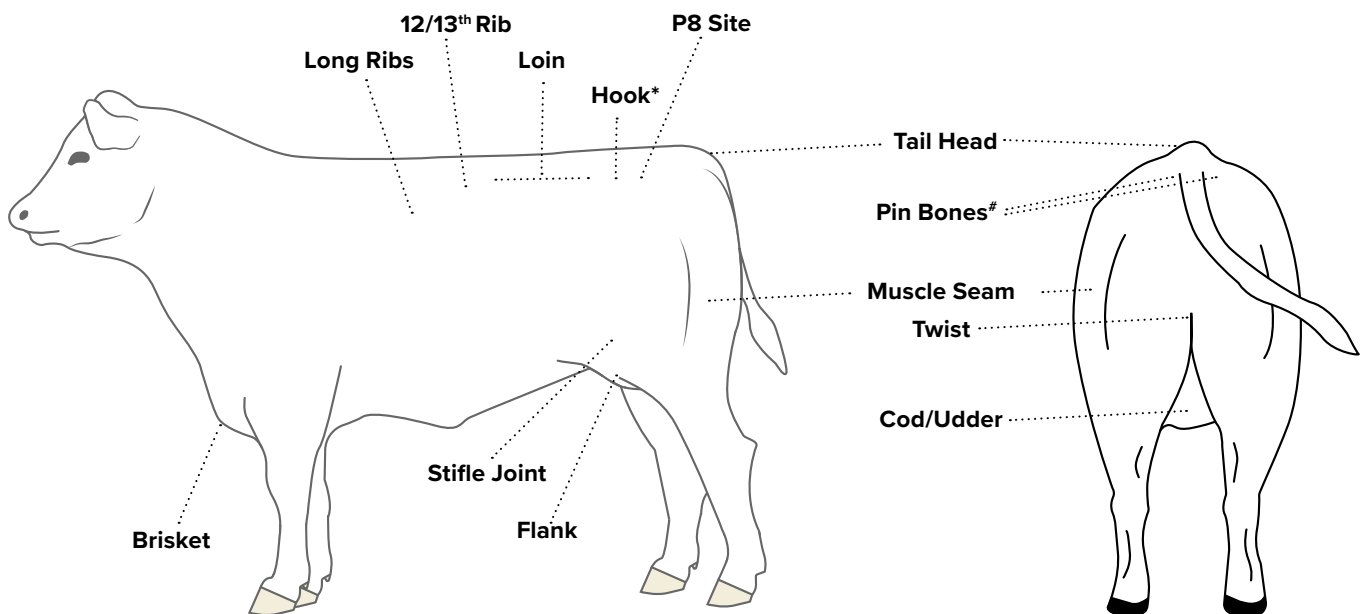 12/13th Rib
P8 Site
Long Ribs
Loin
Hook*
Tail Head
Pin Bones#
Muscle Seam
Twist
Cod/Udder
Stifle Joint
Flank
Brisket